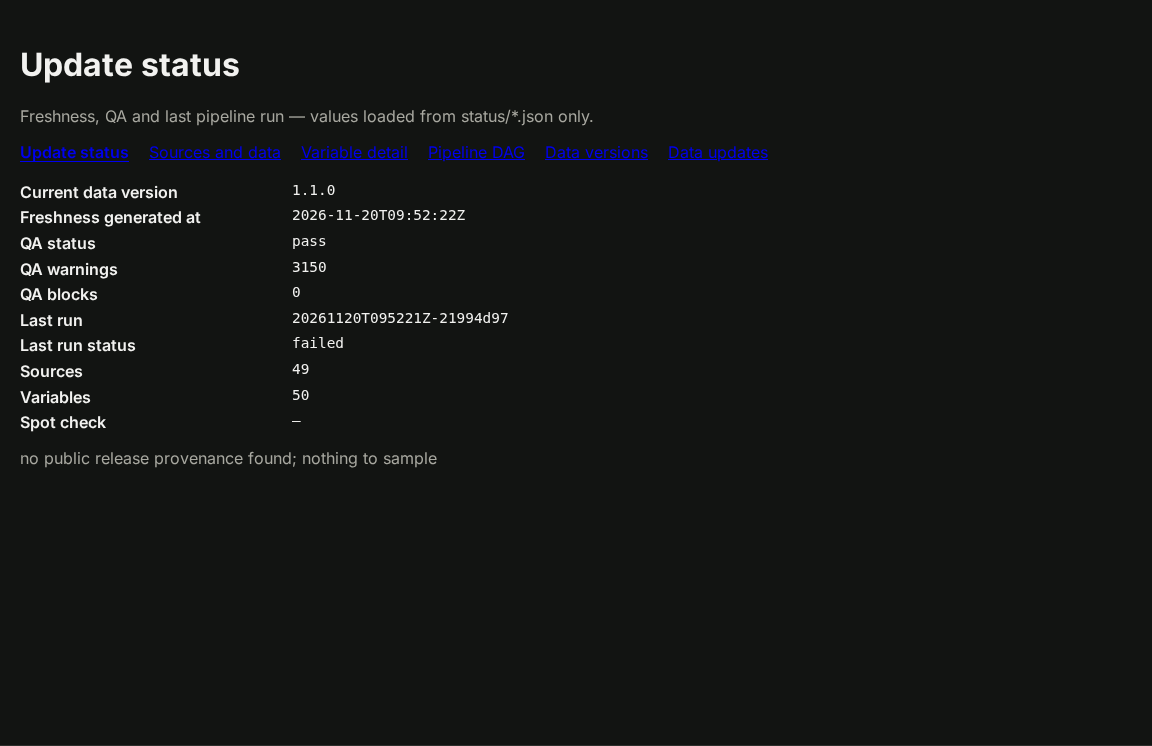 Update status
Freshness, QA and last pipeline run — values loaded from status/*.json only.
Update status Sources and data Variable detail Pipeline DAG Data versions Data updates
Current data version 1.1.0
Freshness generated at 2026-11-20T09:52:22Z
QA status pass
QA warnings 3150
QA blocks 0
Last run 20261120T095221Z-21994d97
Last run status failed
Sources 49
Variables 50
Spot check —
no public release provenance found; nothing to sample